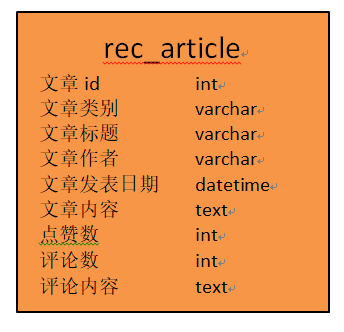 rec_article
文章 id int
文章类别 varchar
文章标题 varchar
文章作者 varchar
文章发表日期 datetime
文章内容 text
点赞数 int
评论数 int
评论内容 text